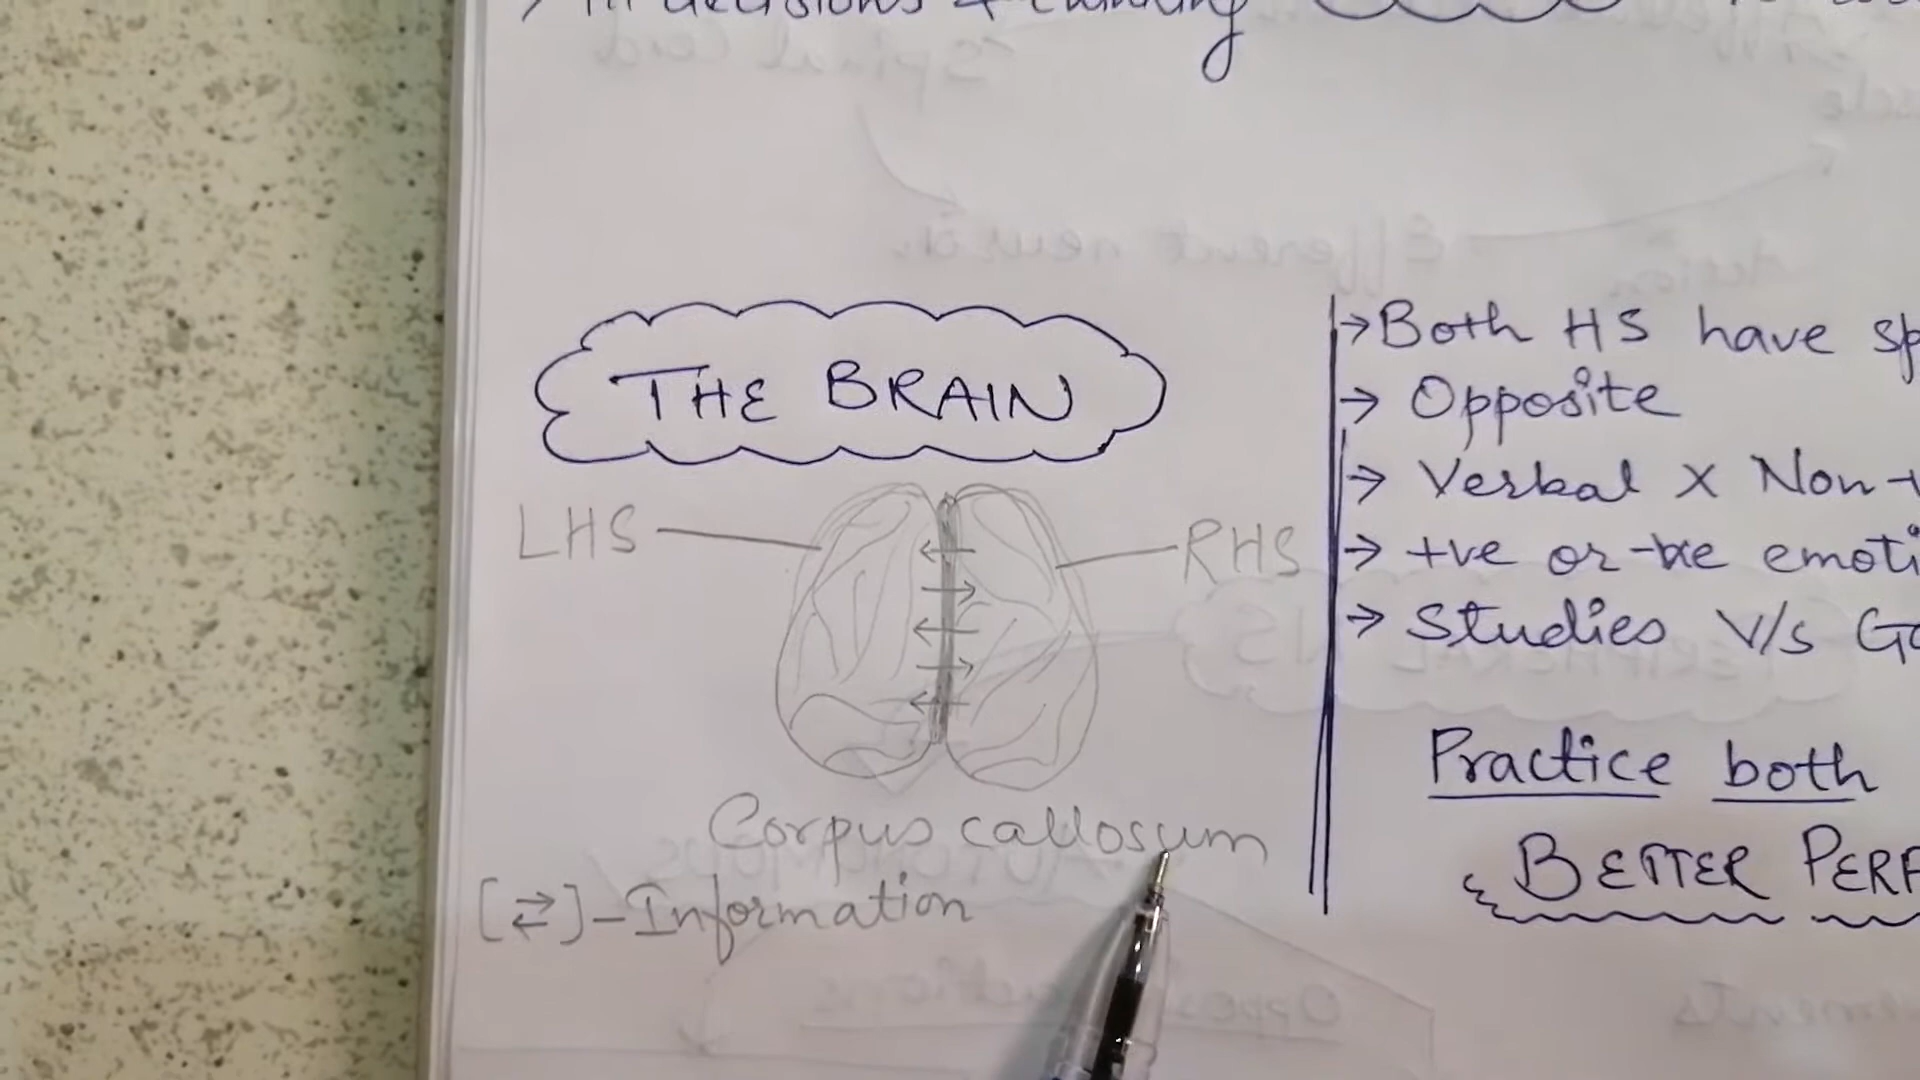 decisions &
THE BRAIN
LHS
RHS
Corpus callosum
[⇄]-Information
→ Both HS have
→ Opposite
→ Verbal X Non-
→ +ve or -ve
→ Studies V/s
Practice both
BETTER